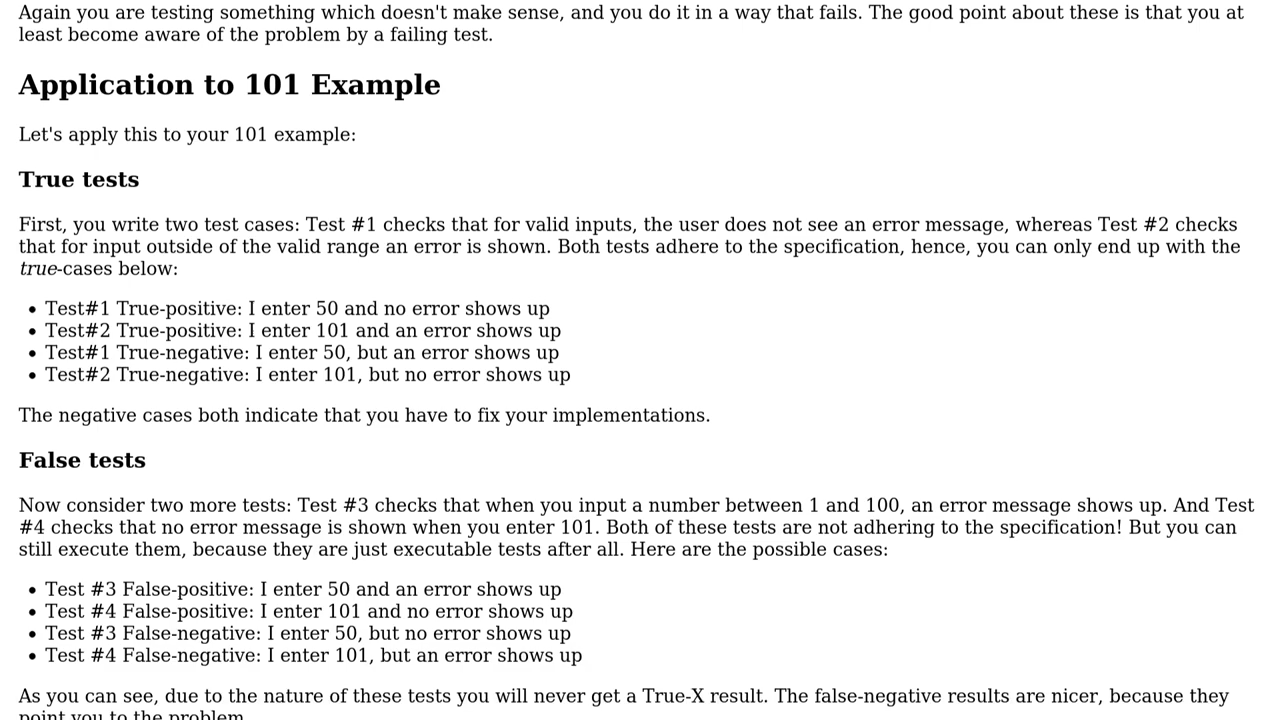 Again you are testing something which doesn't make sense, and you do it in a way that fails. The good point about these is that you at
least become aware of the problem by a failing test.
Application to 101 Example
Let's apply this to your 101 example:
True tests
First, you write two test cases: Test #1 checks that for valid inputs, the user does not see an error message, whereas Test #2 checks
that for input outside of the valid range an error is shown. Both tests adhere to the specification, hence, you can only end up with the
true-cases below:
• Test#1 True-positive: I enter 50 and no error shows up
• Test#2 True-positive: I enter 101 and an error shows up
• Test#1 True-negative: I enter 50, but an error shows up
• Test#2 True-negative: I enter 101, but no error shows up
The negative cases both indicate that you have to fix your implementations.
False tests
Now consider two more tests: Test #3 checks that when you input a number between 1 and 100, an error message shows up. And Test
#4 checks that no error message is shown when you enter 101. Both of these tests are not adhering to the specification! But you can
still execute them, because they are just executable tests after all. Here are the possible cases:
• Test #3 False-positive: I enter 50 and an error shows up
• Test #4 False-positive: I enter 101 and no error shows up
• Test #3 False-negative: I enter 50, but no error shows up
• Test #4 False-negative: I enter 101, but an error shows up
As you can see, due to the nature of these tests you will never get a True-X result. The false-negative results are nicer, because they
point you to the problem.